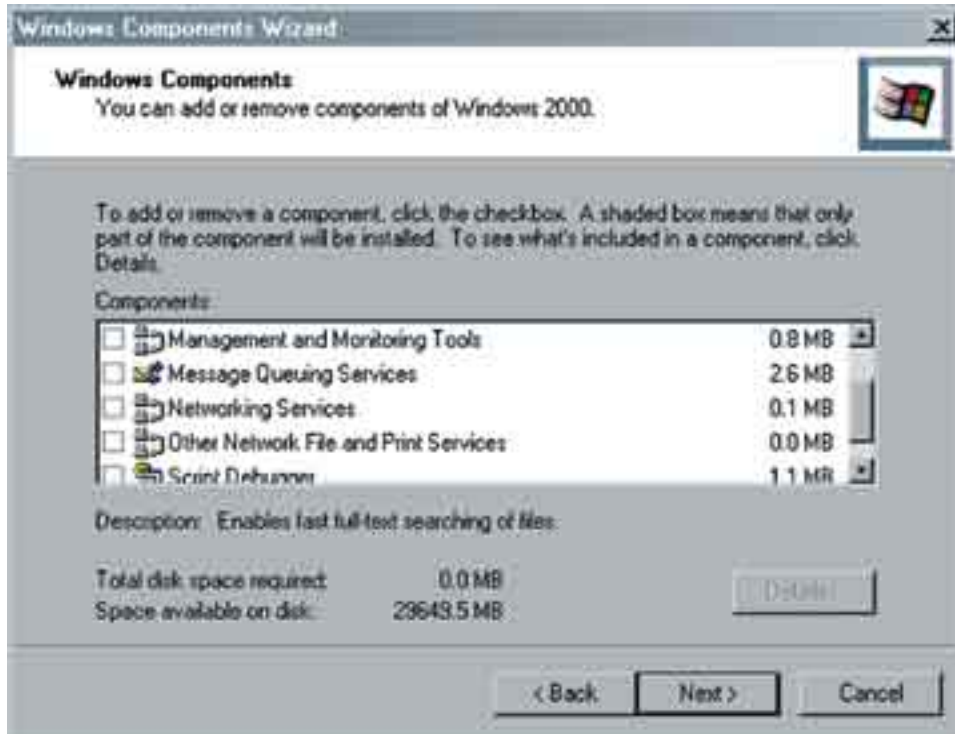 Windows Components Wizard
Windows Components
You can add or remove components of Windows 2000.
To add or remove a component, click the checkbox. A shaded box means that only
part of the component will be installed. To see what's included in a component, click
Details.
Components:
Management and Monitoring Tools 0.8 MB
Message Queuing Services 2.6 MB
Networking Services 0.1 MB
Other Network File and Print Services 0.0 MB
Script Debugger 1.1 MB
Description: Enables fast full-text searching of files
Total disk space required: 0.0 MB
Space available on disk: 29649.5 MB
Details
< Back Next > Cancel